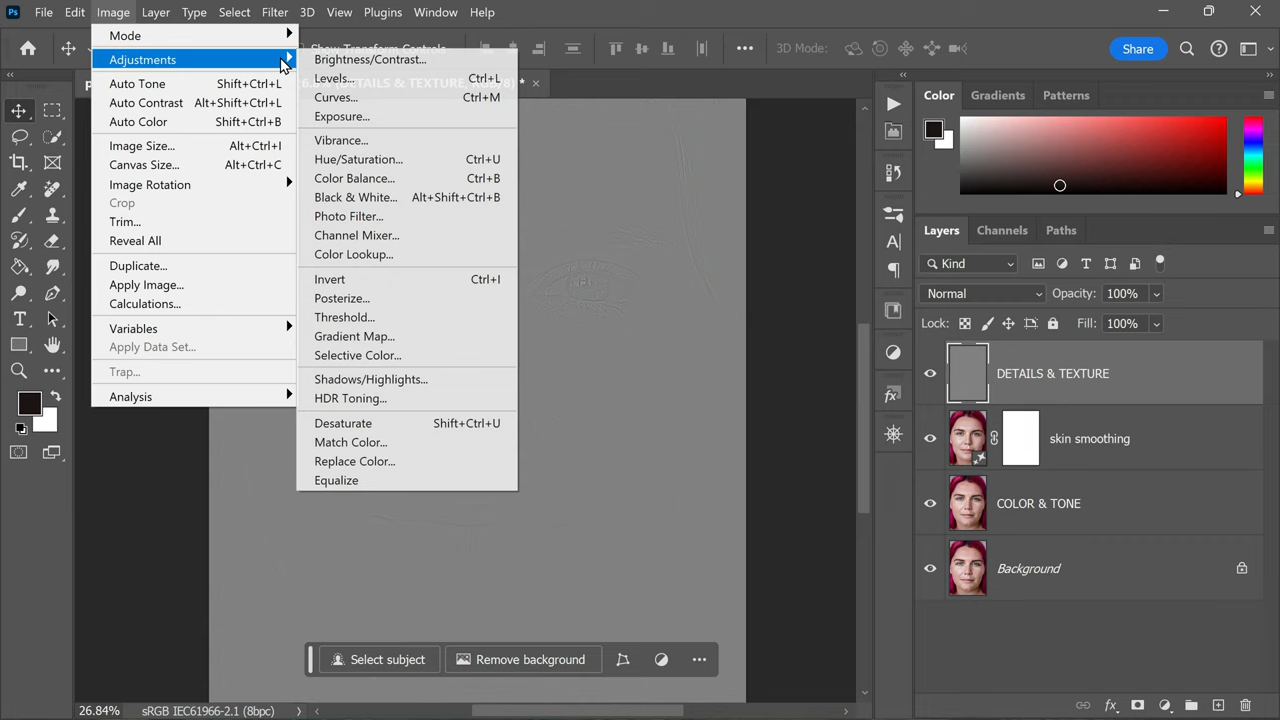 Ps File Edit Image Layer Type Select Filter 3D View Plugins Window Help
Show Transform Controls
3D Mode:
Share
(DETAILS & TEXTURE, RGB/8) *
Mode
Adjustments
Auto Tone Shift+Ctrl+L
Auto Contrast Alt+Shift+Ctrl+L
Auto Color Shift+Ctrl+B
Image Size... Alt+Ctrl+I
Canvas Size... Alt+Ctrl+C
Image Rotation
Crop
Trim...
Reveal All
Duplicate...
Apply Image...
Calculations...
Variables
Apply Data Set...
Trap...
Analysis
Brightness/Contrast...
Levels... Ctrl+L
Curves... Ctrl+M
Exposure...
Vibrance...
Hue/Saturation... Ctrl+U
Color Balance... Ctrl+B
Black & White... Alt+Shift+Ctrl+B
Photo Filter...
Channel Mixer...
Color Lookup...
Invert Ctrl+I
Posterize...
Threshold...
Gradient Map...
Selective Color...
Shadows/Highlights...
HDR Toning...
Desaturate Shift+Ctrl+U
Match Color...
Replace Color...
Equalize
Select subject
Remove background
26.84% sRGB IEC61966-2.1 (8bpc)
Color Gradients Patterns
Layers Channels Paths
Kind
Normal Opacity: 100%
Lock: Fill: 100%
DETAILS & TEXTURE
skin smoothing
COLOR & TONE
Background